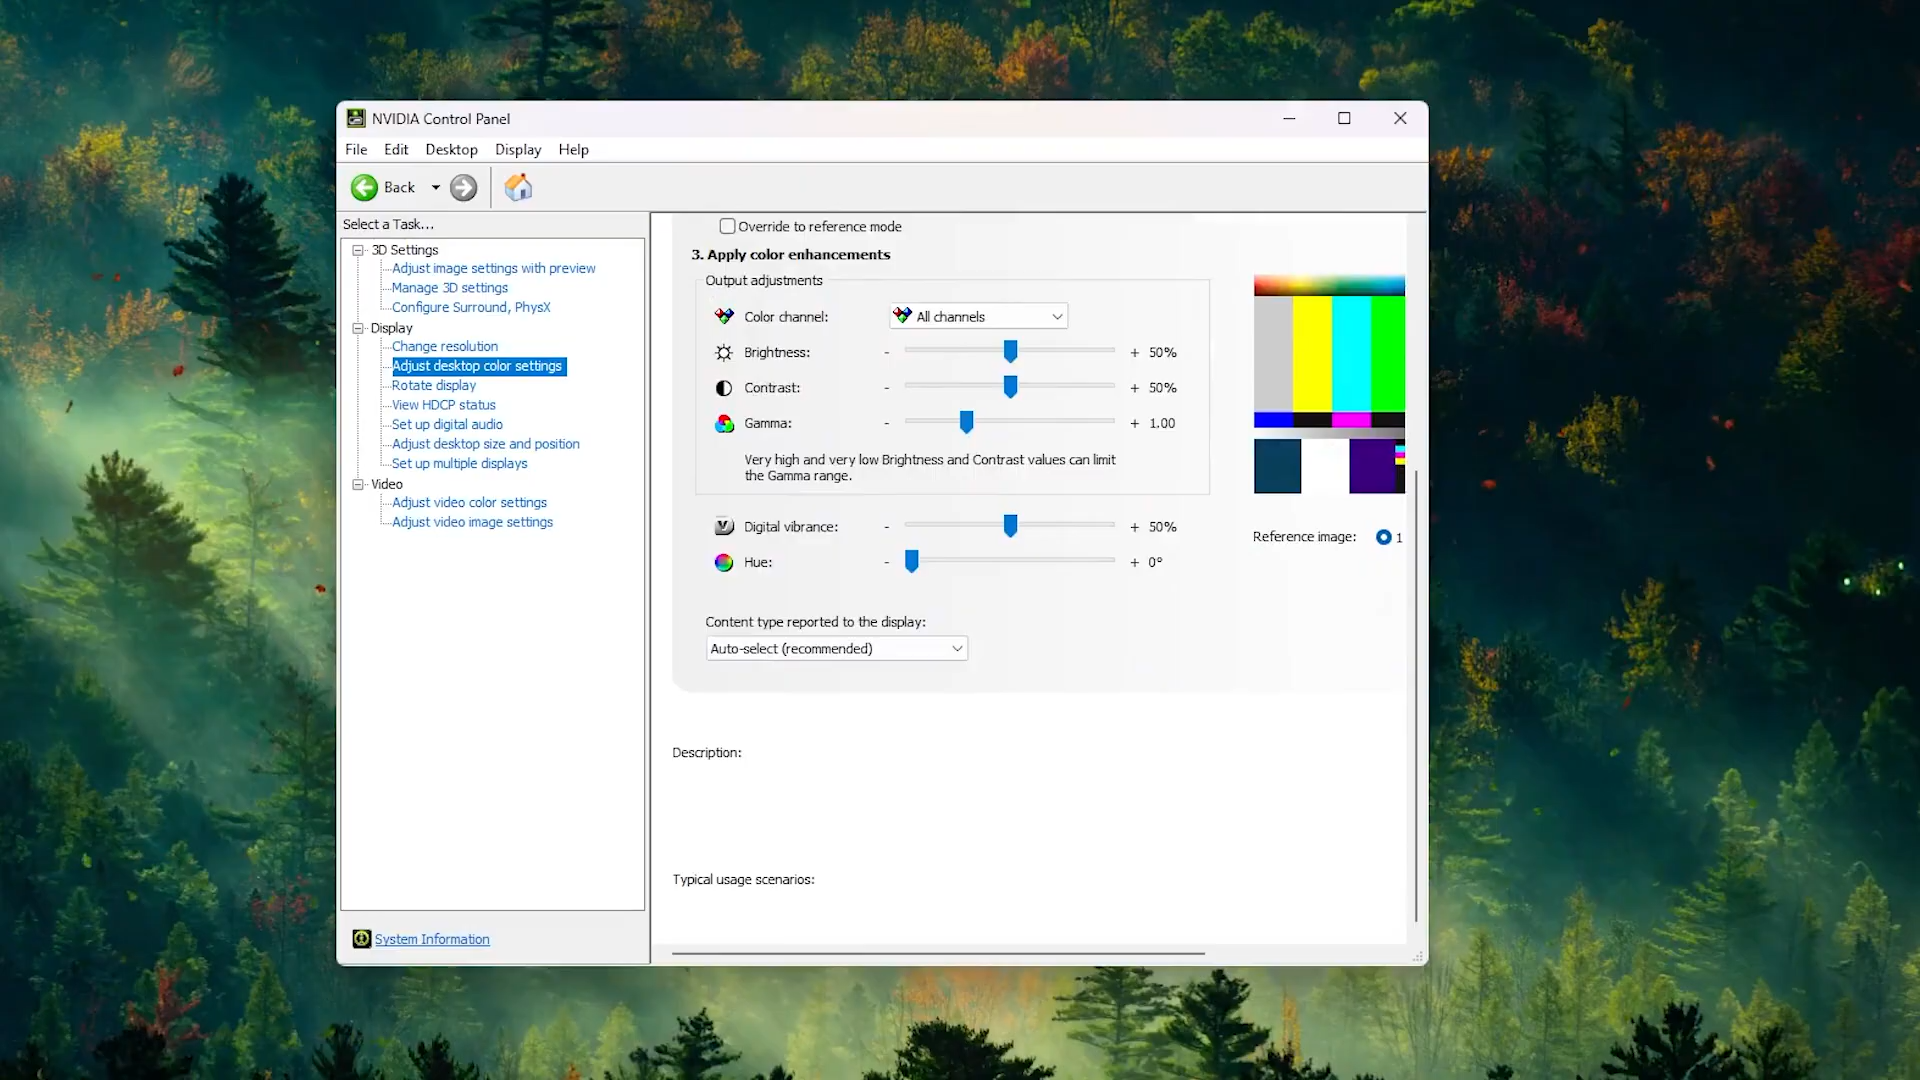 NVIDIA Control Panel
File Edit Desktop Display Help
Back
Select a Task...
3D Settings
Adjust image settings with preview
Manage 3D settings
Configure Surround, PhysX
Display
Change resolution
Adjust desktop color settings
Rotate display
View HDCP status
Set up digital audio
Adjust desktop size and position
Set up multiple displays
Video
Adjust video color settings
Adjust video image settings
System Information
Override to reference mode
3. Apply color enhancements
Output adjustments
Color channel: All channels
Brightness: - + 50%
Contrast: - + 50%
Gamma: - + 1.00
Very high and very low Brightness and Contrast values can limit
the Gamma range.
Digital vibrance: - + 50%
Hue: - + 0°
Content type reported to the display:
Auto-select (recommended)
Reference image: 1
Description:
Typical usage scenarios: